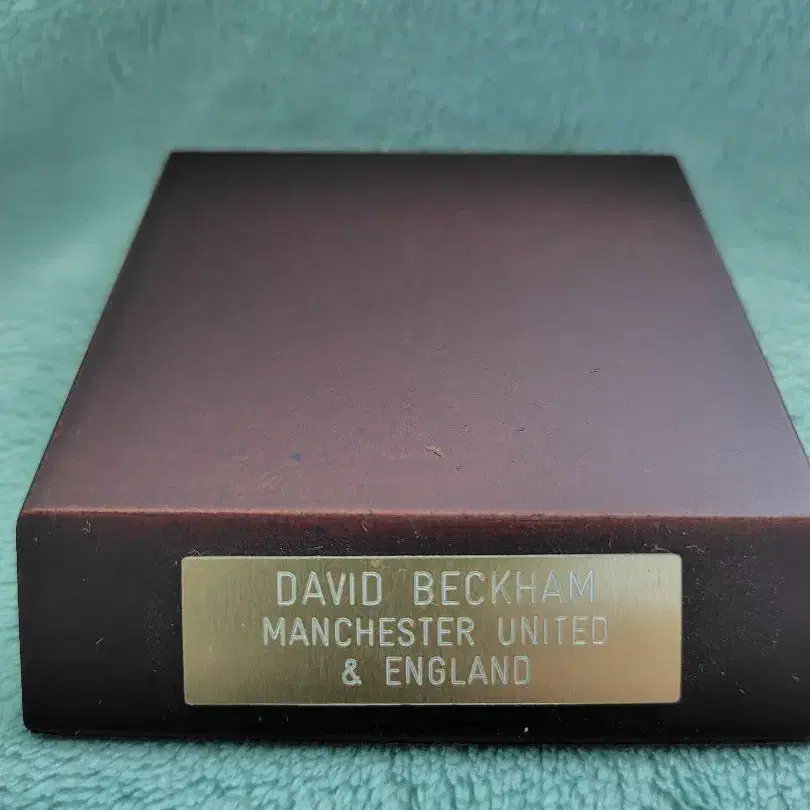 DAVID BECKHAM
MANCHESTER UNITED
& ENGLAND